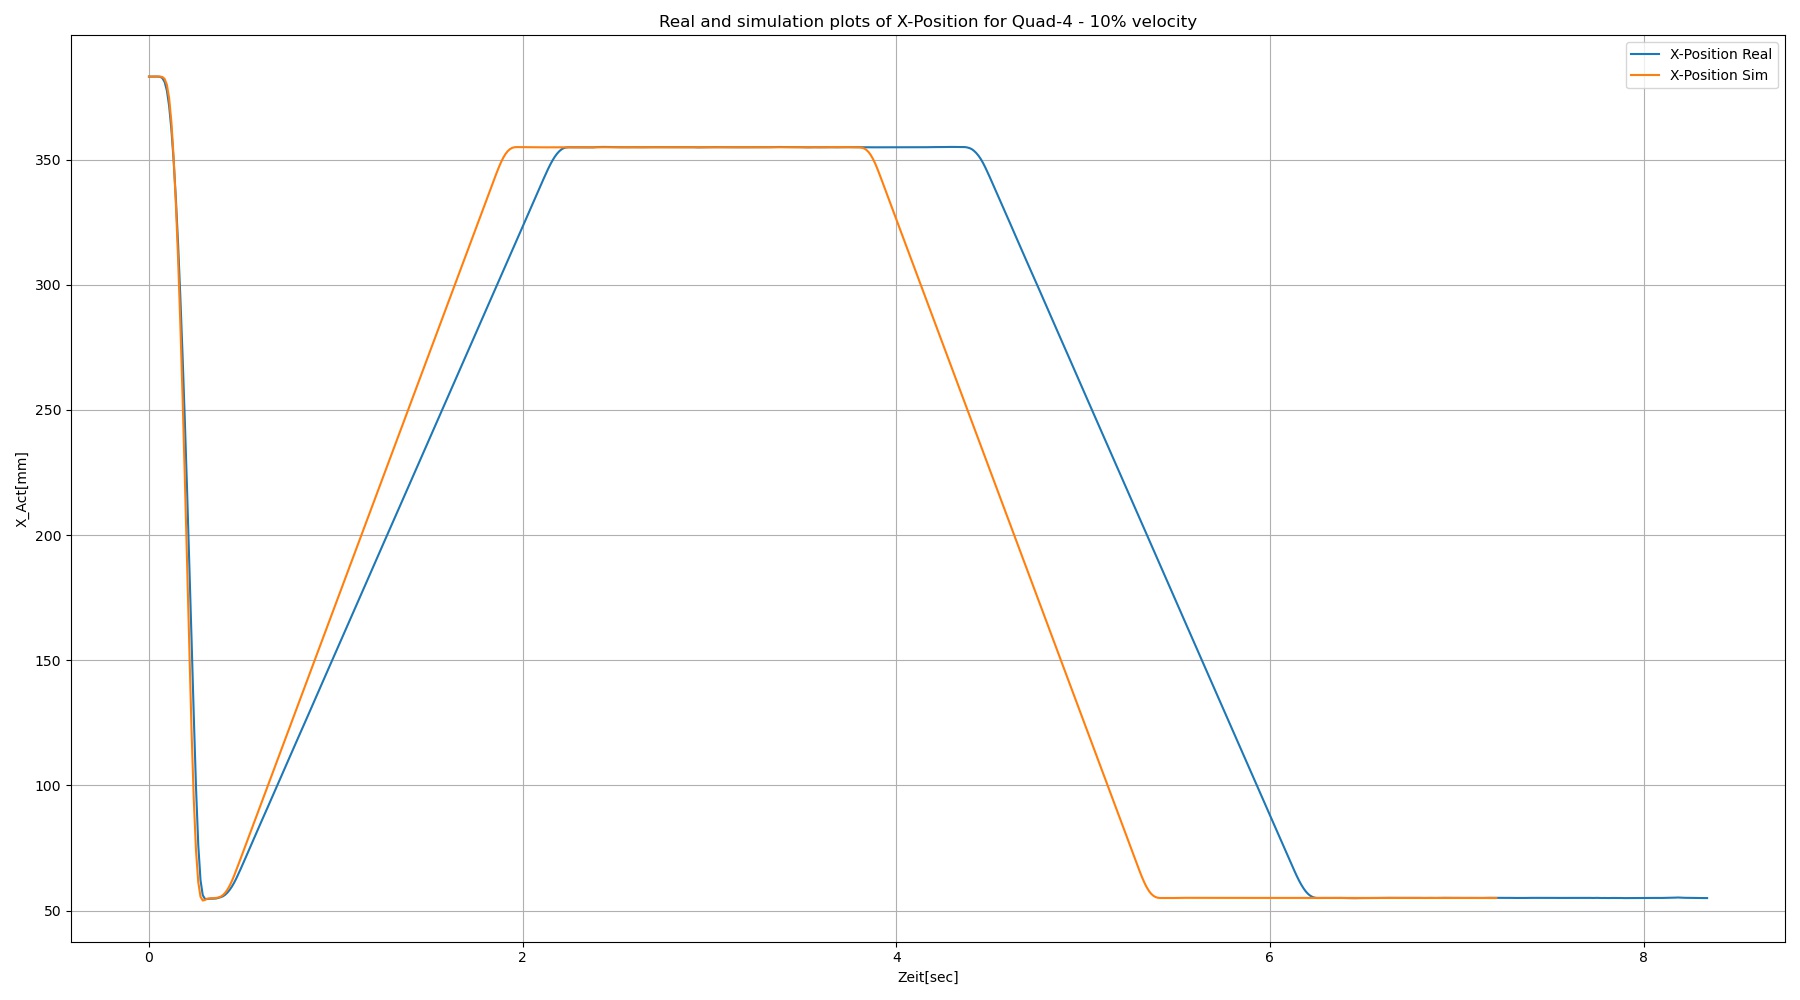 Real and simulation plots of X-Position for Quad-4 - 10% velocity
X-Position Real
X-Position Sim
X_Act[mm]
350
300
250
200
150
100
50
0
2
4
6
8
Zeit[sec]